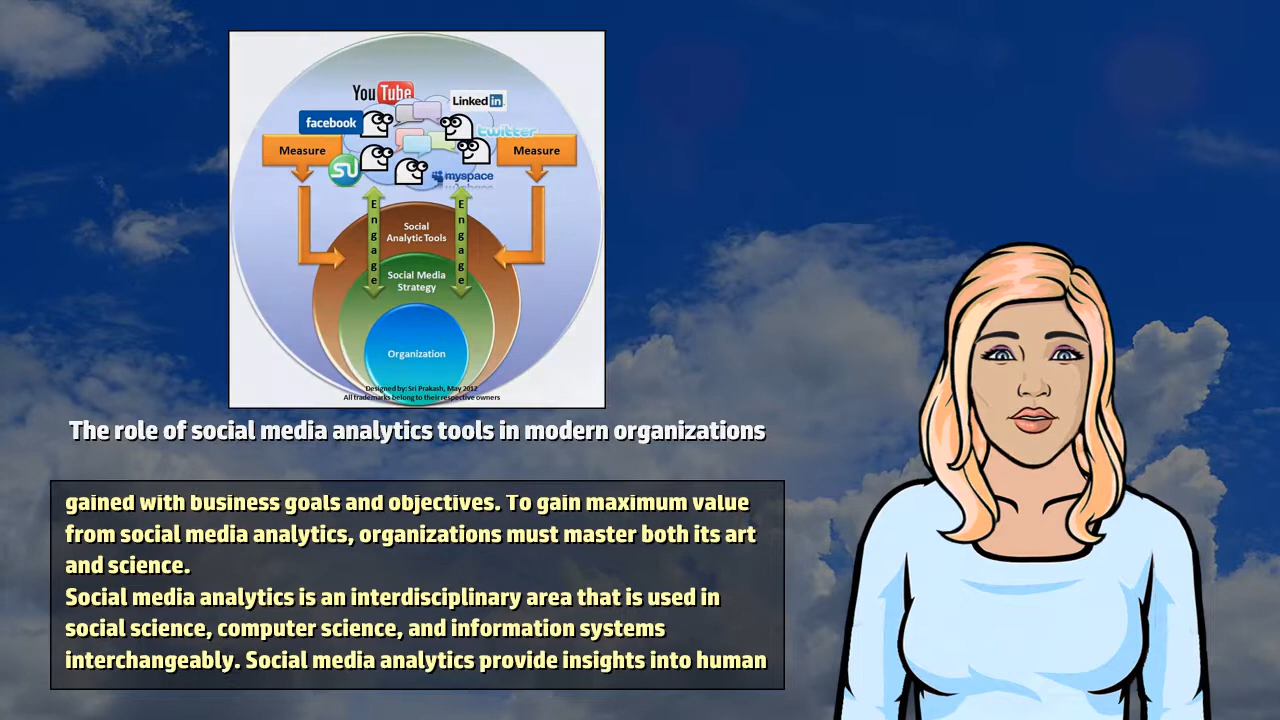 YouTube
Linked in
facebook
twitter
Measure
Measure
SU
myspace
Engage
Engage
Social
Analytic Tools
Social Media
Strategy
Organization
Designed by: Sri Prakash, May 2012
All trademarks belong to their respective owners
The role of social media analytics tools in modern organizations
gained with business goals and objectives. To gain maximum value
from social media analytics, organizations must master both its art
and science.
Social media analytics is an interdisciplinary area that is used in
social science, computer science, and information systems
interchangeably. Social media analytics provide insights into human